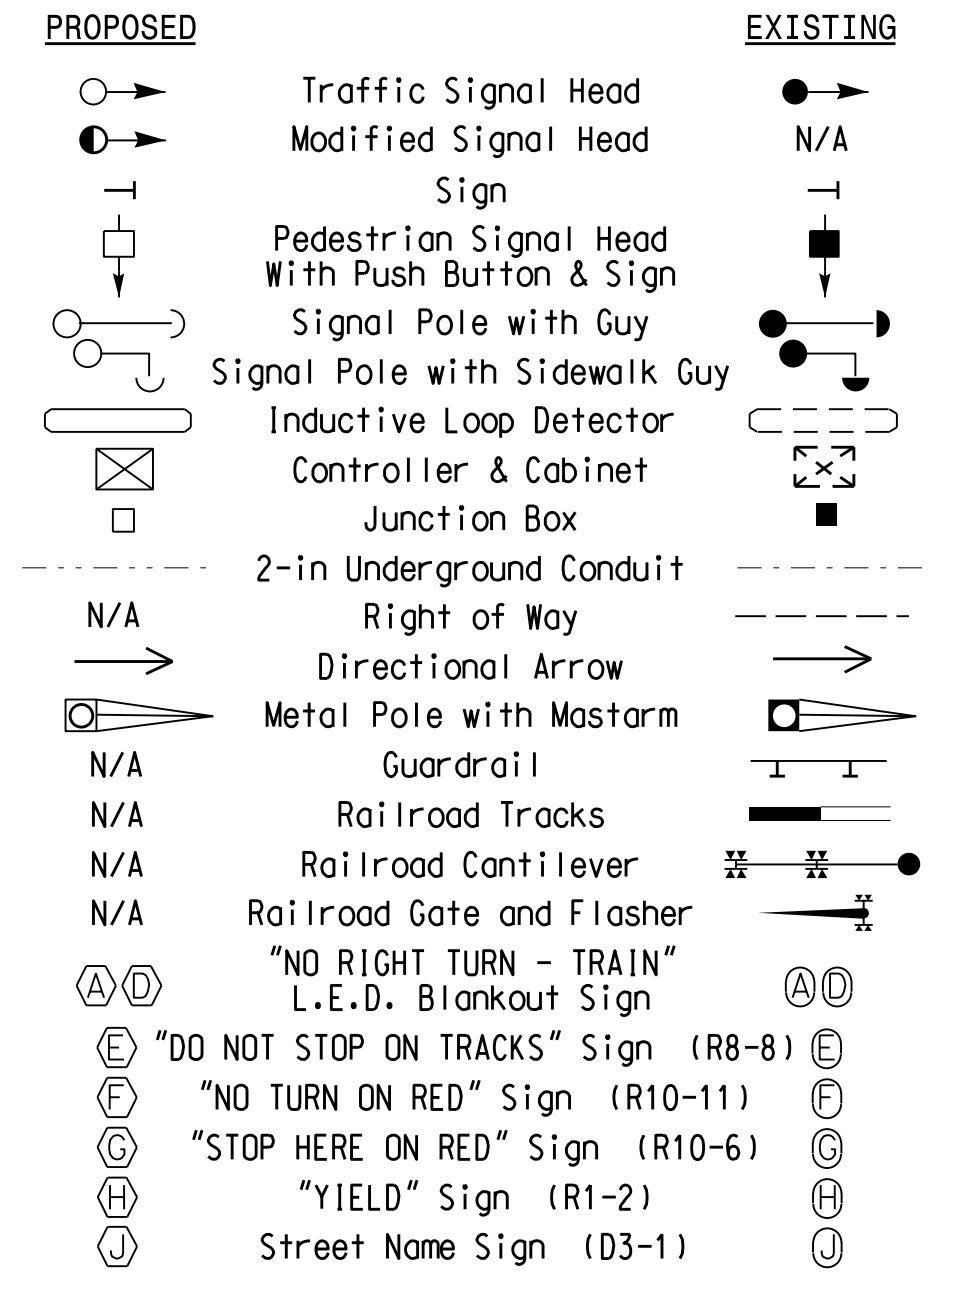 PROPOSED EXISTING
Traffic Signal Head
Modified Signal Head N/A
Sign
Pedestrian Signal Head
With Push Button & Sign
Signal Pole with Guy
Signal Pole with Sidewalk Guy
Inductive Loop Detector
Controller & Cabinet
Junction Box
2-in Underground Conduit
N/A Right of Way
Directional Arrow
Metal Pole with Mastarm
N/A Guardrail
N/A Railroad Tracks
N/A Railroad Cantilever
N/A Railroad Gate and Flasher
"NO RIGHT TURN - TRAIN"
A D L.E.D. Blankout Sign A D
E "DO NOT STOP ON TRACKS" Sign (R8-8) E
F "NO TURN ON RED" Sign (R10-11) F
G "STOP HERE ON RED" Sign (R10-6) G
H "YIELD" Sign (R1-2) H
J Street Name Sign (D3-1) J